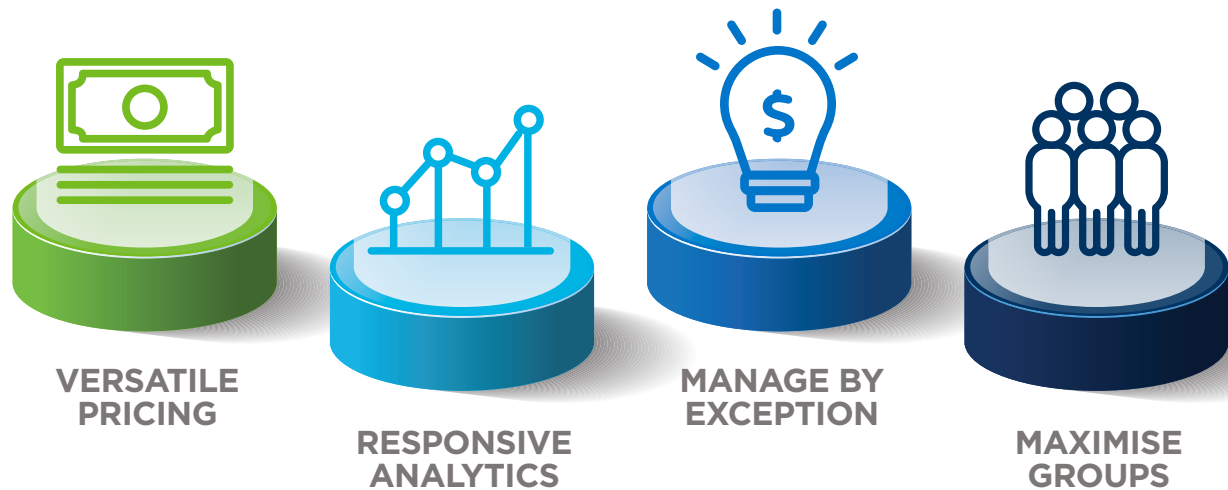 VERSATILE
PRICING
RESPONSIVE
ANALYTICS
$
MANAGE BY
EXCEPTION
MAXIMISE
GROUPS